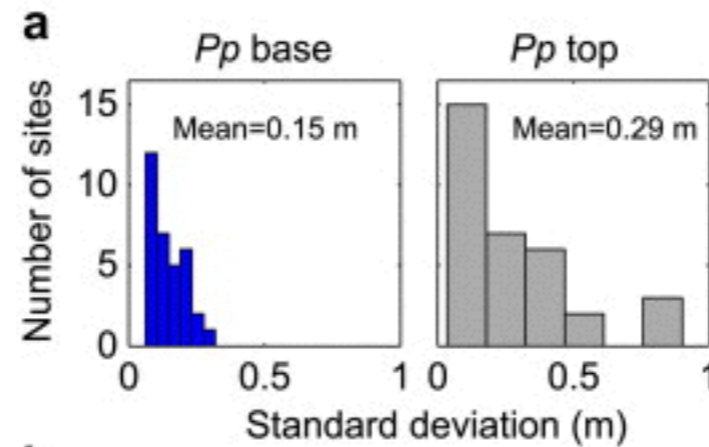 a
Pp base
Pp top
Number of sites
15
10
5
0
Mean=0.15 m
Mean=0.29 m
0
0.5
1
0
0.5
1
Standard deviation (m)